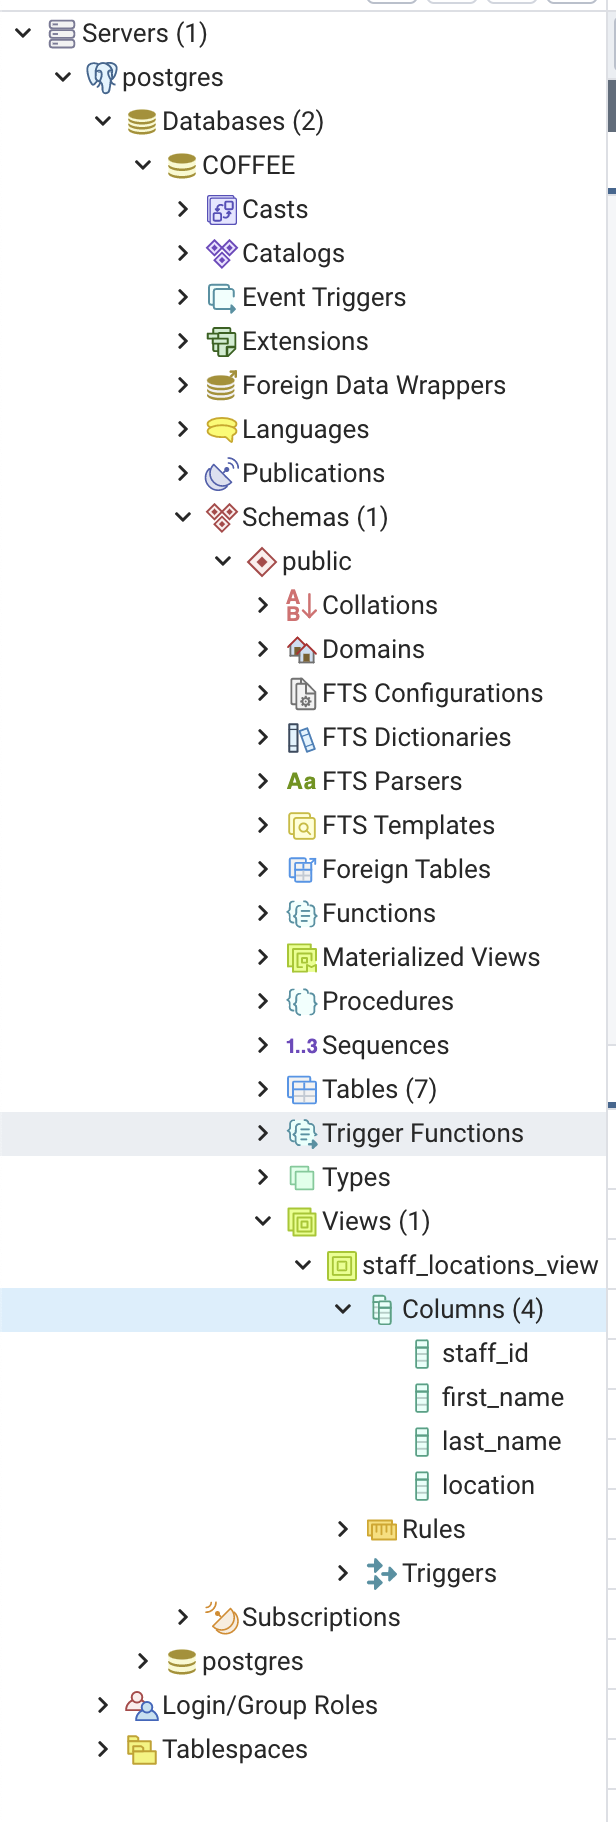 Servers (1)
postgres
Databases (2)
COFFEE
Casts
Catalogs
Event Triggers
Extensions
Foreign Data Wrappers
Languages
Publications
Schemas (1)
public
Collations
Domains
FTS Configurations
FTS Dictionaries
Aa FTS Parsers
FTS Templates
Foreign Tables
Functions
Materialized Views
Procedures
1..3 Sequences
Tables (7)
Trigger Functions
Types
Views (1)
staff_locations_view
Columns (4)
staff_id
first_name
last_name
location
Rules
Triggers
Subscriptions
postgres
Login/Group Roles
Tablespaces